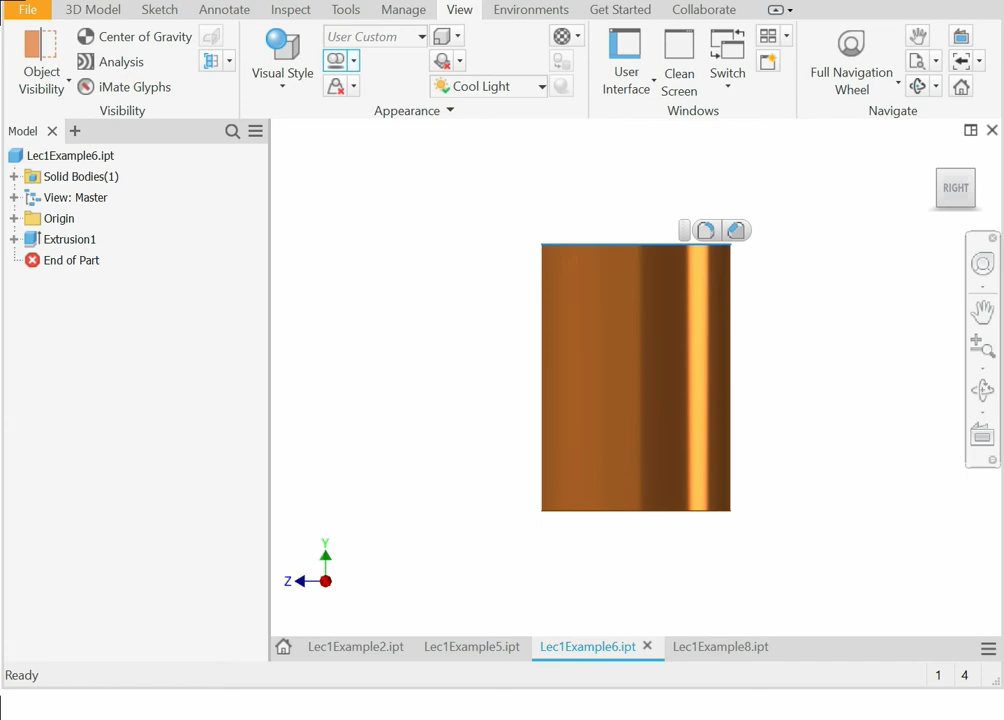 File 3D Model Sketch Annotate Inspect Tools Manage View Environments Get Started Collaborate
Object Visibility
Center of Gravity
Analysis
iMate Glyphs
Visibility
Visual Style
User Custom
Cool Light
Appearance
User Interface
Clean Screen
Switch
Windows
Full Navigation Wheel
Navigate
Model
Lec1Example6.ipt
Solid Bodies(1)
View: Master
Origin
Extrusion1
End of Part
RIGHT
Y
Z
Lec1Example2.ipt Lec1Example5.ipt Lec1Example6.ipt Lec1Example8.ipt
Ready 1 4